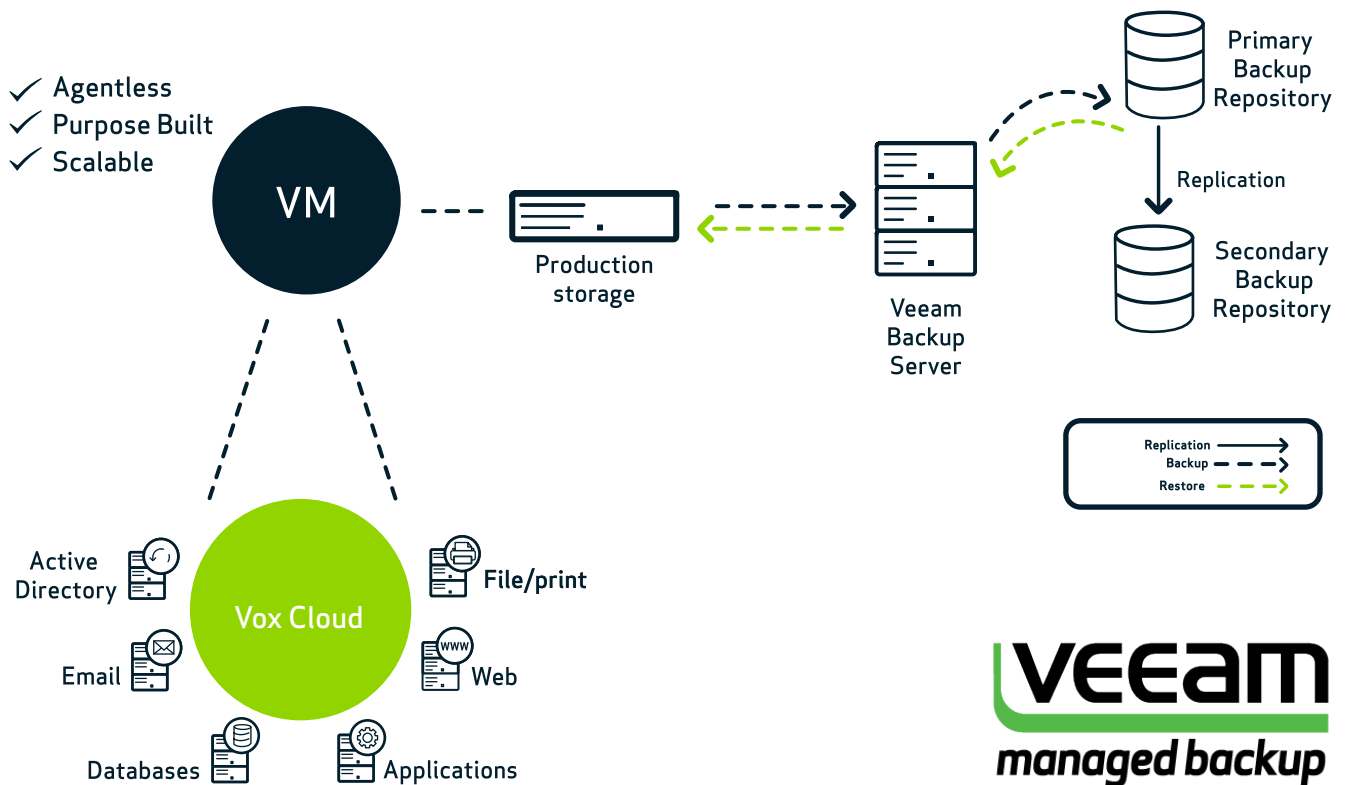 Agentless
Purpose Built
Scalable
VM
Production
storage
Veeam
Backup
Server
Primary
Backup
Repository
Replication
Secondary
Backup
Repository
Replication
Backup
Restore
Active
Directory
Email
Databases
Vox Cloud
File/print
www
Web
Applications
veeam
managed backup